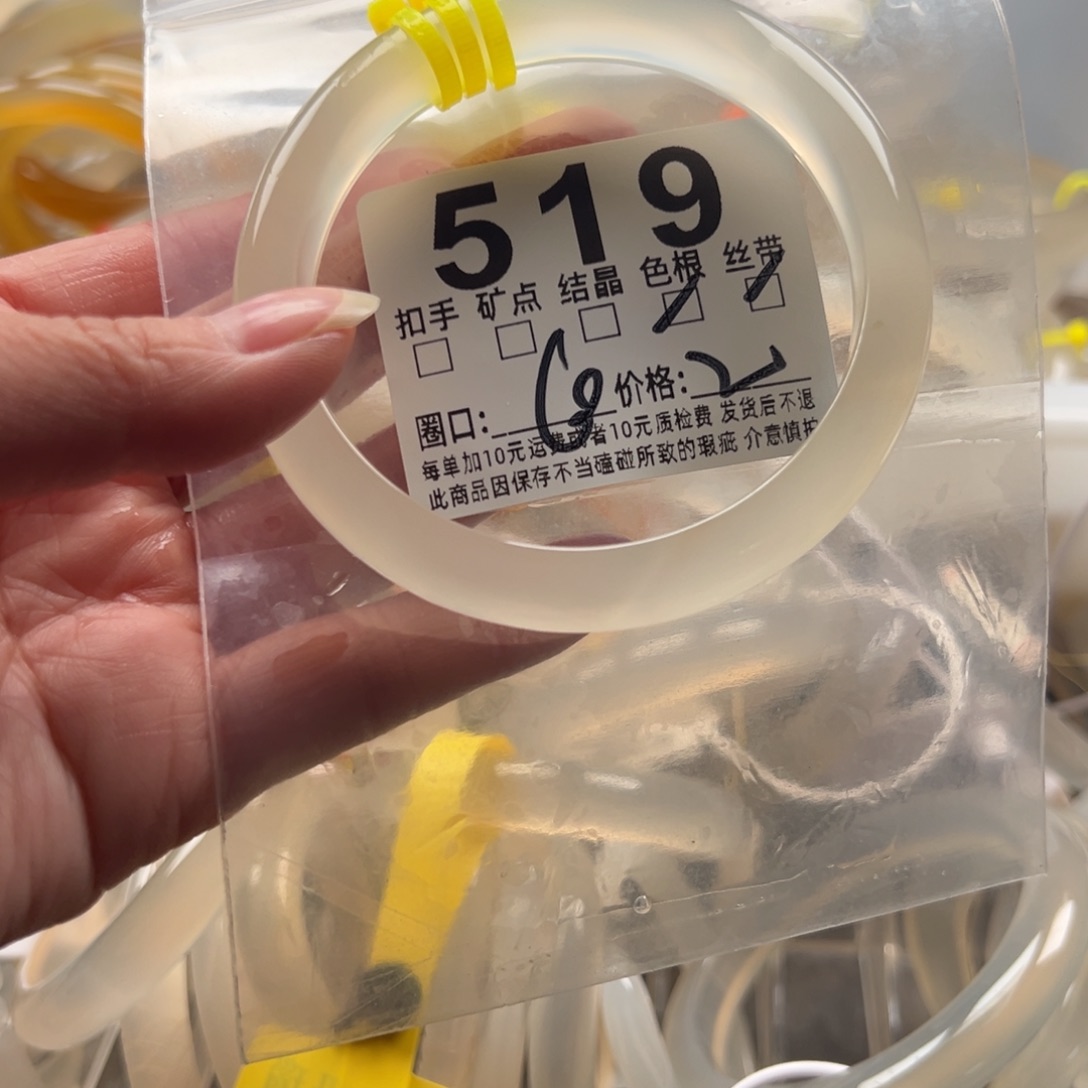 519
扣手 矿点 结晶 色根 丝带
圈口: 60 价格: 2
每单加10元运费或者10元质检费 发货后不退
此商品因保存不当磕碰所致的瑕疵 介意慎拍